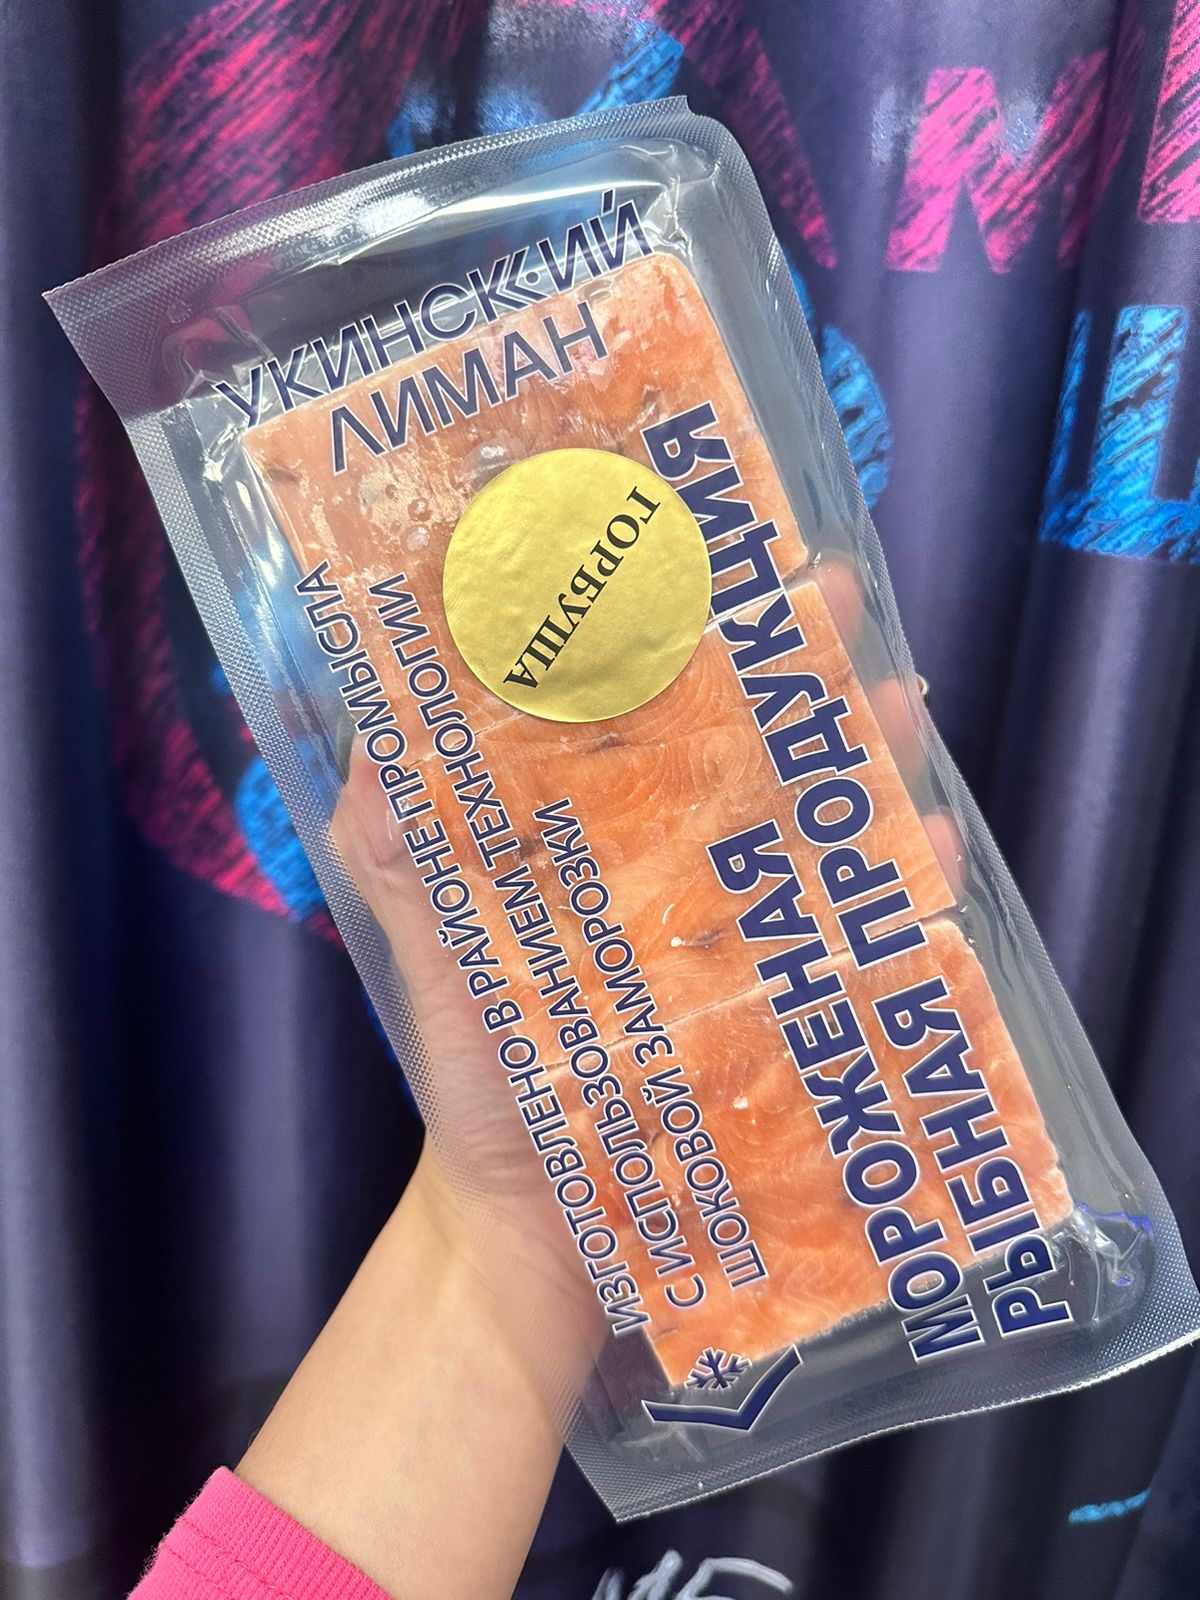 УКИНСКИЙ
ЛИМАН
ГОРБУША
ИЗГОТОВЛЕНО В РАЙОНЕ ПРОМЫСЛА
С ИСПОЛЬЗОВАНИЕМ ТЕХНОЛОГИИ
ШОКОВОЙ ЗАМОРОЗКИ
МОРОЖЕНАЯ
РЫБНАЯ ПРОДУКЦИЯ